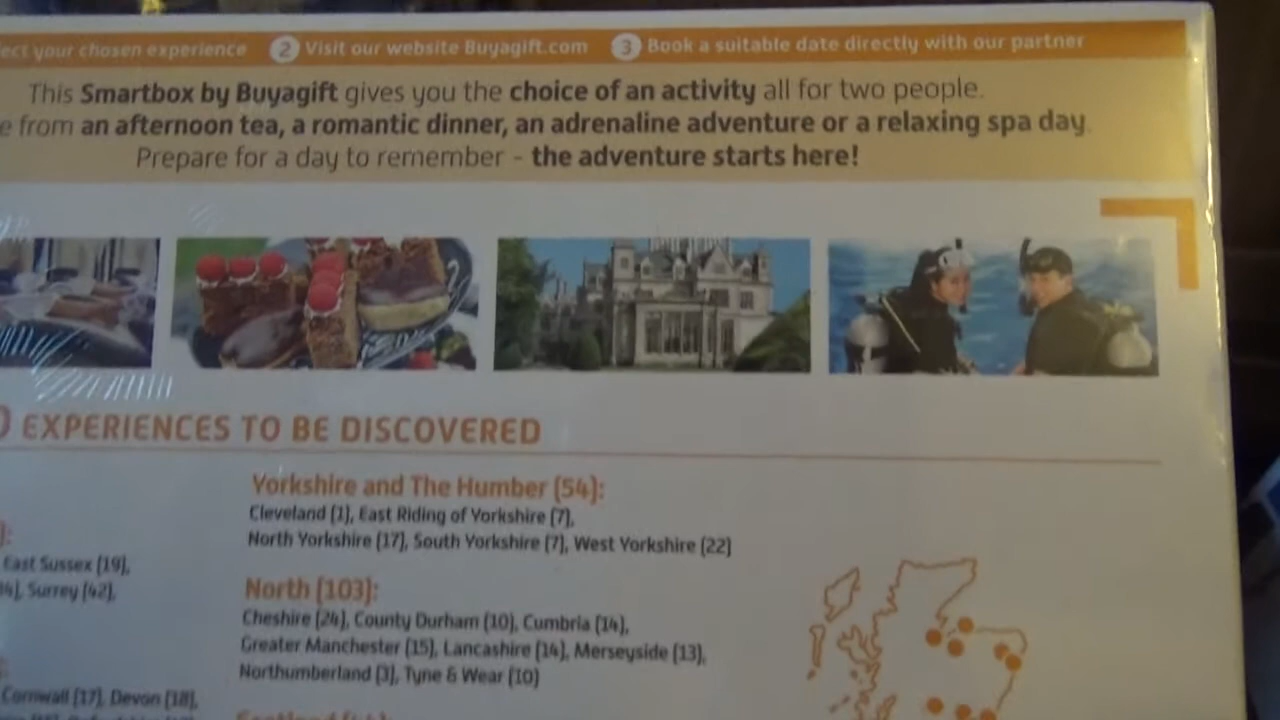 ect your chosen experience 2 Visit our website Buyagift.com 3 Book a suitable date directly with our partner
This Smartbox by Buyagift gives you the choice of an activity all for two people.
e from an afternoon tea, a romantic dinner, an adrenaline adventure or a relaxing spa day
Prepare for a day to remember - the adventure starts here!
EXPERIENCES TO BE DISCOVERED
East Sussex (19),
Surrey (42),
Cornwall (17), Devon (18),
Yorkshire and The Humber (54):
Cleveland (1), East Riding of Yorkshire (7),
North Yorkshire (17), South Yorkshire (7), West Yorkshire (22)
North (103):
Cheshire (24), County Durham (10), Cumbria (14),
Greater Manchester (15), Lancashire (14), Merseyside (13),
Northumberland (3), Tyne & Wear (10)